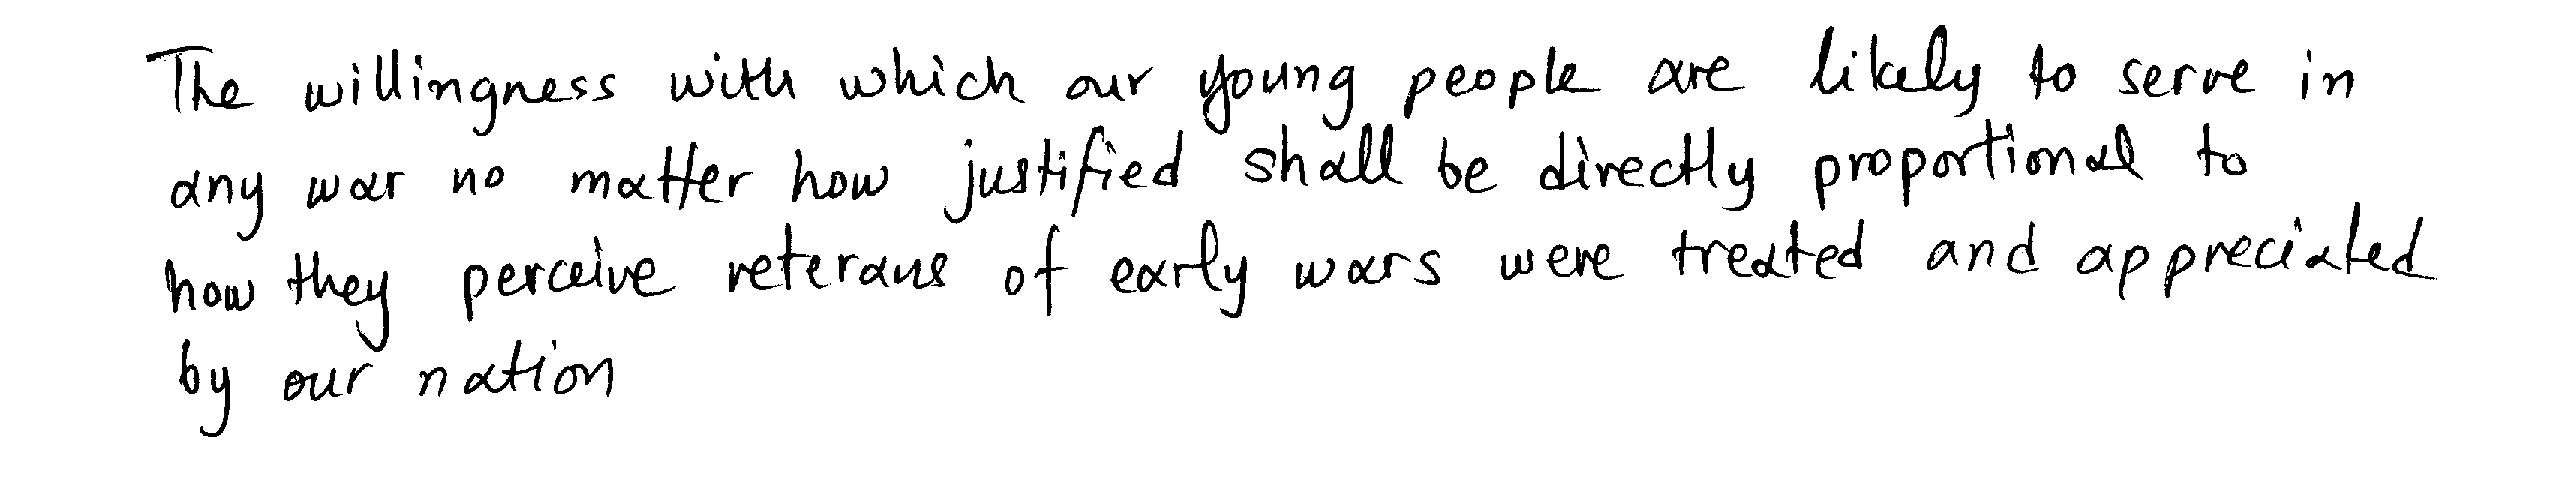 The willingness with which our young people are likely to serve in
any war no matter how justified shall be directly proportional to
how they perceive veterans of early wars were treated and appreciated
by our nation